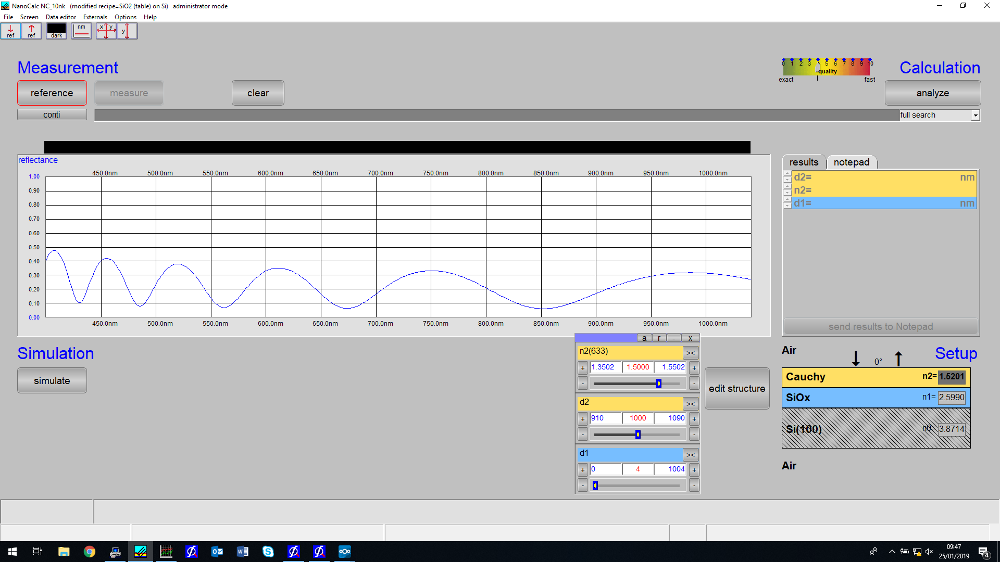 NanoCalc NC_10nk (modified recipe=SiO2 (table) on Si) administrator mode
File Screen Data editor Externals Options Help
ref ref dark nm x y y
Measurement
0 1 2 3 4 5 6 7 8 9 10
quality
exact fast
Calculation
reference measure clear analyze
conti full search
reflectance
450.0nm 500.0nm 550.0nm 600.0nm 650.0nm 700.0nm 750.0nm 800.0nm 850.0nm 900.0nm 950.0nm 1000.0nm
1.00
0.90
0.80
0.70
0.60
0.50
0.40
0.30
0.20
0.10
0.00
450.0nm 500.0nm 550.0nm 600.0nm 650.0nm 700.0nm 750.0nm 800.0nm 850.0nm 900.0nm 950.0nm 1000.0nm
results notepad
d2= nm
n2=
d1= nm
send results to Notepad
Simulation
simulate
a r - x
n2(633) ><
+ 1.3502 1.5000 1.5502 +
- -
d2 ><
+ 910 1000 1090 +
- -
d1 ><
+ 0 4 1004 +
- -
edit structure
Air 0° Setup
Cauchy n2= 1.5201
SiOx n1= 2.5990
Si(100) n0= 3.8714
Air
09:47
25/01/2019
4